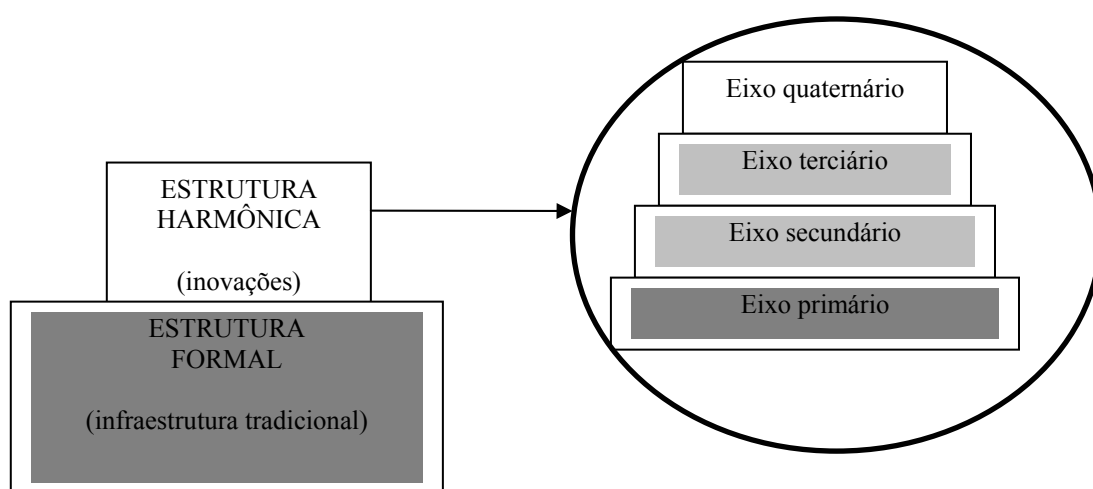 ESTRUTURA
HARMÔNICA
(inovações)
ESTRUTURA
FORMAL
(infraestrutura tradicional)
Eixo quaternário
Eixo terciário
Eixo secundário
Eixo primário